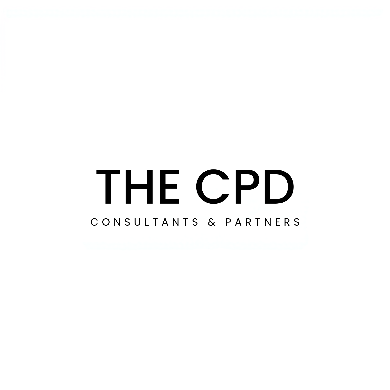 THE CPD
CONSULTANTS & PARTNERS